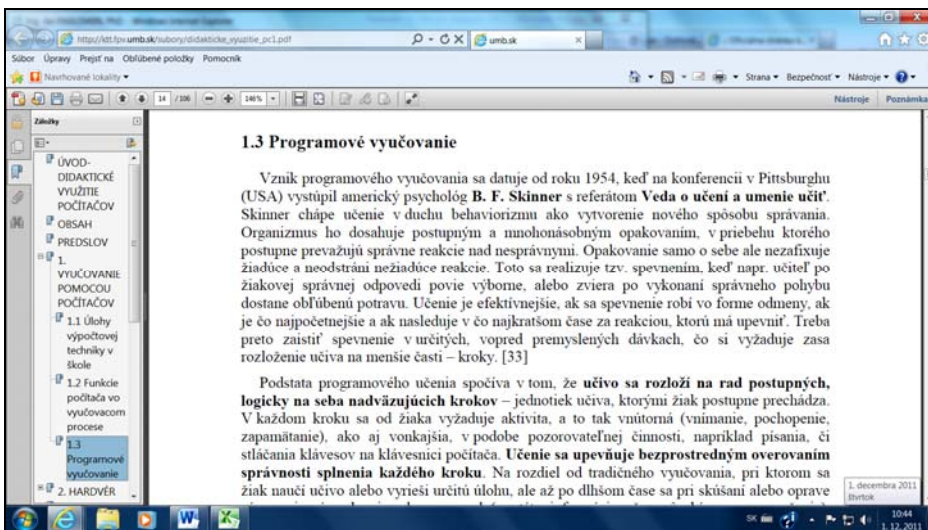 http://ktt.fpv.umb.sk/subory/didakticke_vyuzitie_pc1.pdf
umb.sk
Súbor Úpravy Prejsť na Obľúbené položky Pomocník
Navrhované lokality
Strana Bezpečnosť Nástroje
14 /106 146% Nástroje Poznámka
Záložky
ÚVOD-
DIDAKTICKÉ
VYUŽITIE
POČÍTAČOV
OBSAH
PREDSLOV
1.
VYUČOVANIE
POMOCOU
POČÍTAČOV
1.1 Úlohy
výpočtovej
techniky v
škole
1.2 Funkcie
počítača vo
vyučovacom
procese
1.3
Programové
vyučovanie
2. HARDVÉR
1.3 Programové vyučovanie
Vznik programového vyučovania sa datuje od roku 1954, keď na konferencii v Pittsburghu
(USA) vystúpil americký psychológ B. F. Skinner s referátom Veda o učení a umenie učiť.
Skinner chápe učenie v duchu behaviorizmu ako vytvorenie nového spôsobu správania.
Organizmus ho dosahuje postupným a mnohonásobným opakovaním, v priebehu ktorého
postupne prevažujú správne reakcie nad nesprávnymi. Opakovanie samo o sebe ale nezafixuje
žiadúce a neodstráni nežiadúce reakcie. Toto sa realizuje tzv. spevnením, keď napr. učiteľ po
žiakovej správnej odpovedi povie výborne, alebo zviera po vykonaní správneho pohybu
dostane obľúbenú potravu. Učenie je efektívnejšie, ak sa spevnenie robí vo forme odmeny, ak
je čo najpočetnejšie a ak nasleduje v čo najkratšom čase za reakciou, ktorú má upevniť. Treba
preto zaistiť spevnenie v určitých, vopred premyslených dávkach, čo si vyžaduje zasa
rozloženie učiva na menšie časti – kroky. [33]
Podstata programového učenia spočíva v tom, že učivo sa rozloží na rad postupných,
logicky na seba nadväzujúcich krokov – jednotiek učiva, ktorými žiak postupne prechádza.
V každom kroku sa od žiaka vyžaduje aktivita, a to tak vnútorná (vnímanie, pochopenie,
zapamätanie), ako aj vonkajšia, v podobe pozorovateľnej činnosti, napríklad písania, či
stláčania klávesov na klávesnici počítača. Učenie sa upevňuje bezprostredným overovaním
správnosti splnenia každého kroku. Na rozdiel od tradičného vyučovania, pri ktorom sa
žiak naučí učivo alebo vyrieši určitú úlohu, ale až po dlhšom čase sa pri skúšaní alebo oprave
1. decembra 2011
štvrtok
SK
10:44
1. 12. 2011